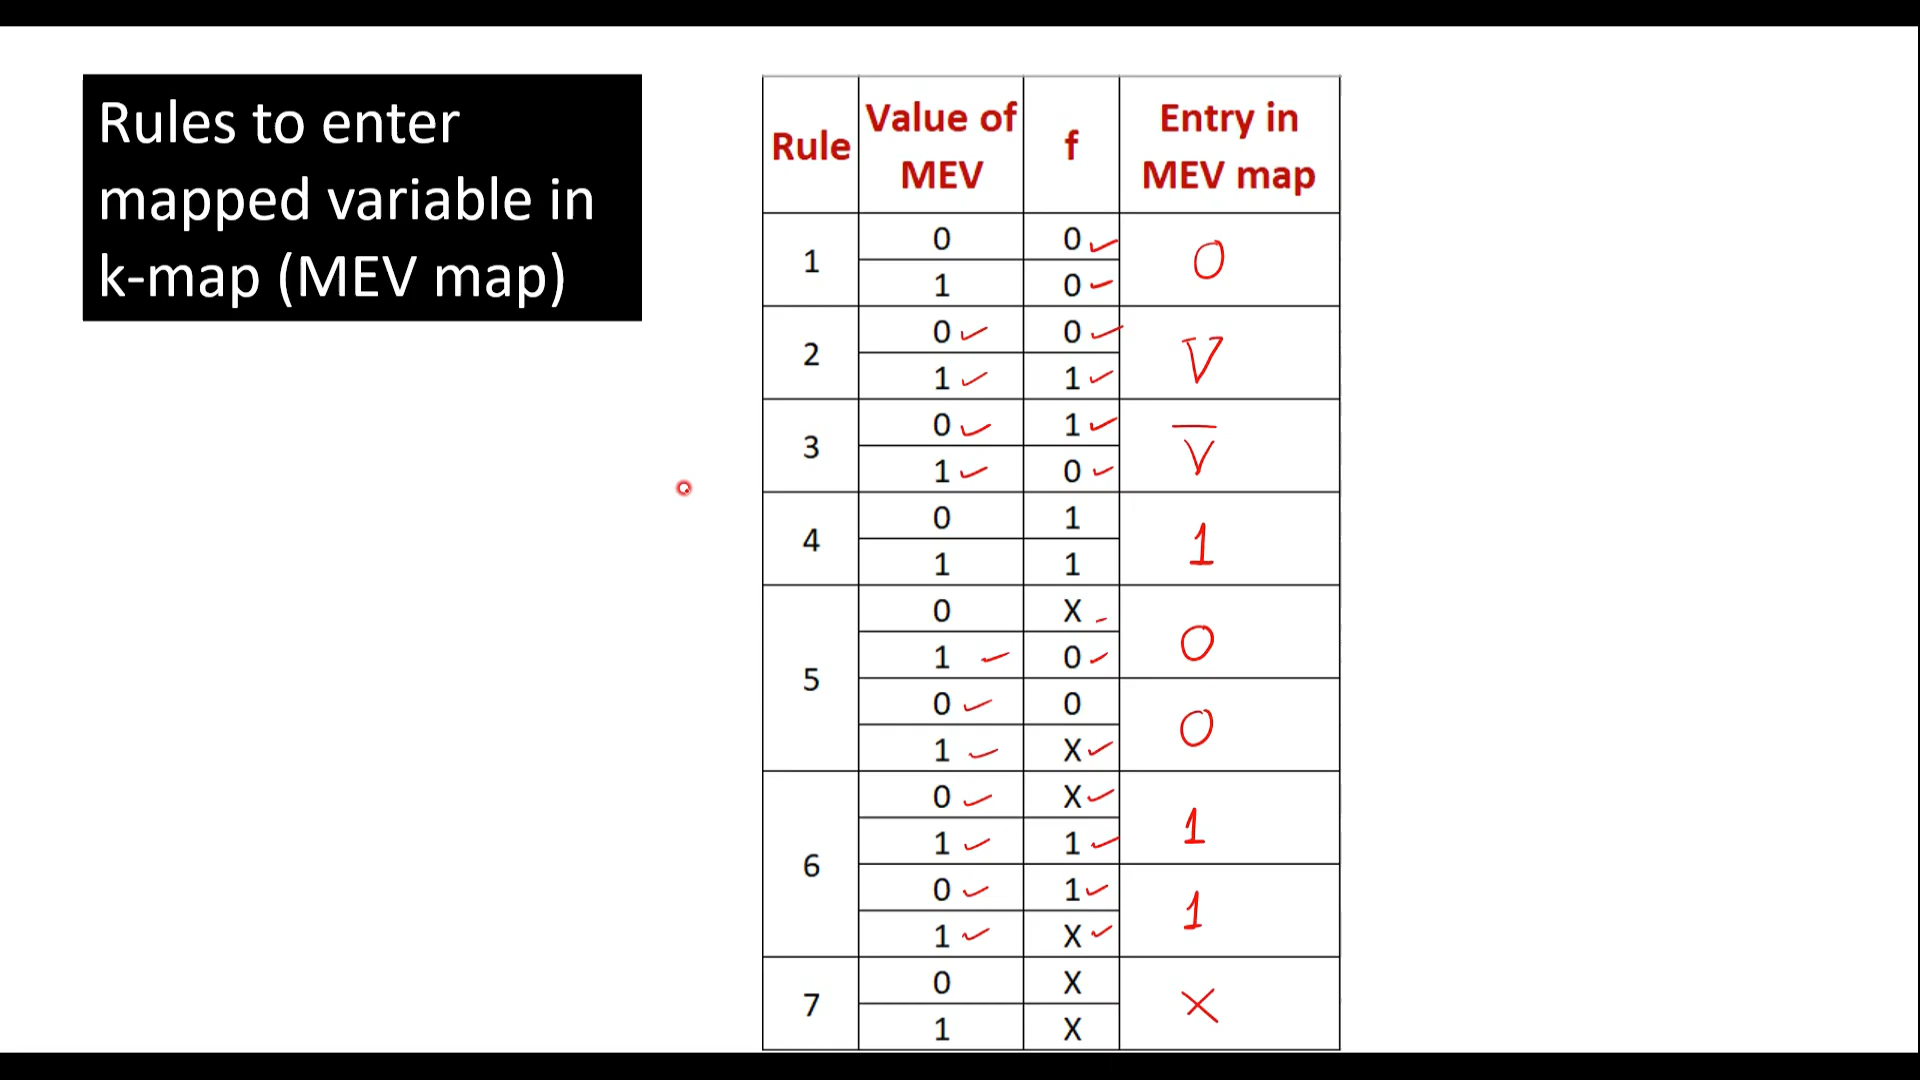 Rules to enter
mapped variable in
k-map (MEV map)
Rule Value of MEV f Entry in MEV map
1 0 0 0
1 0
2 0 0 V
1 1
3 0 1 V̅
1 0
4 0 1 1
1 1
5 0 X 0
1 0
0 0 0
1 X
6 0 X 1
1 1
0 1 1
1 X
7 0 X X
1 X